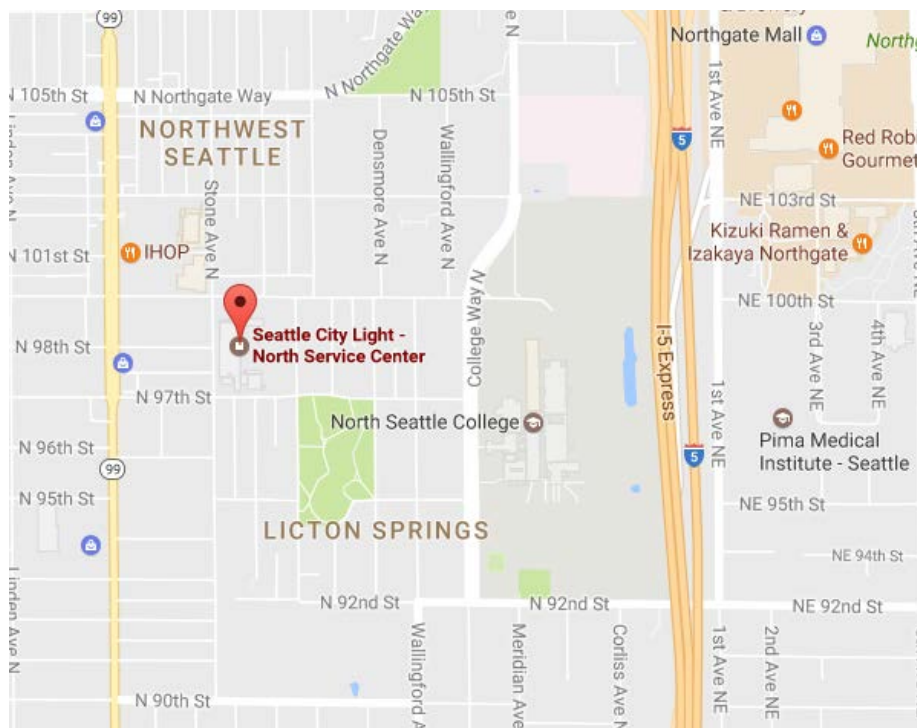 99
Northgate Mall
N Northgate Way
1st Ave NE
N 105th St
N Northgate Way
N 105th St
NORTHWEST
SEATTLE
Densmore Ave N
Wallingford Ave N
5
Red Robi
Gourmet
Stone Ave N
NE 103rd St
N 101st St
IHOP
Kizuki Ramen &
Izakaya Northgate
College Way N
NE 100th St
Seattle City Light -
North Service Center
N 98th St
I-5 Express
3rd Ave NE
4th Ave NE
N 97th St
1st Ave NE
North Seattle College
N 96th St
Pima Medical
Institute - Seattle
99
5
N 95th St
NE 95th St
LICTON SPRINGS
NE 94th St
Linden Ave N
N 92nd St
N 92nd St
NE 92nd St
Wallingford A
Meridian Ave N
Corliss Ave N
1st Ave NE
2nd Ave NE
N 90th St